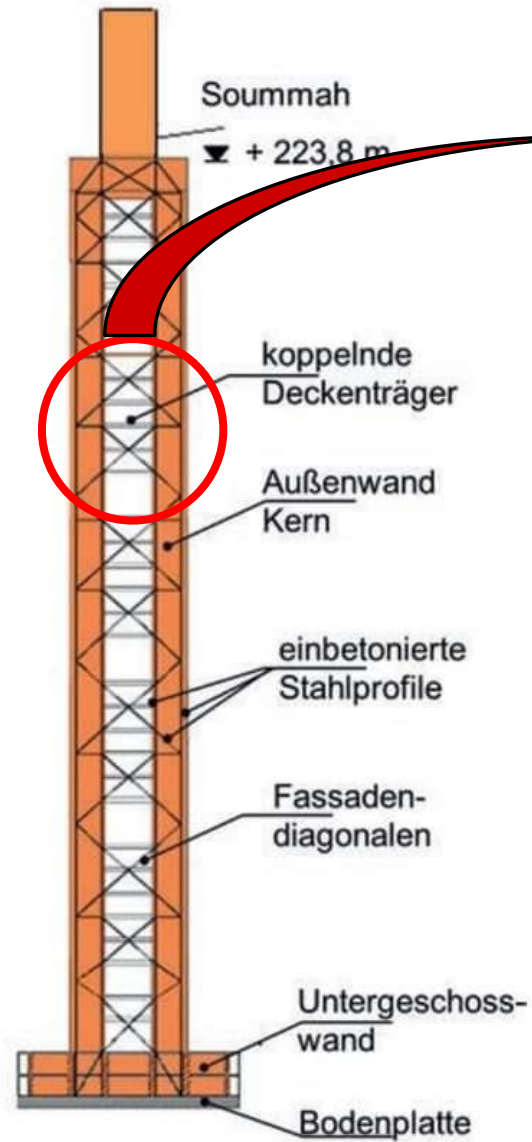 Soummah
+ 223,8 m
koppelnde
Deckenträger
Außenwand
Kern
einbetonierte
Stahlprofile
Fassaden-
diagonalen
Untergeschoss-
wand
Bodenplatte